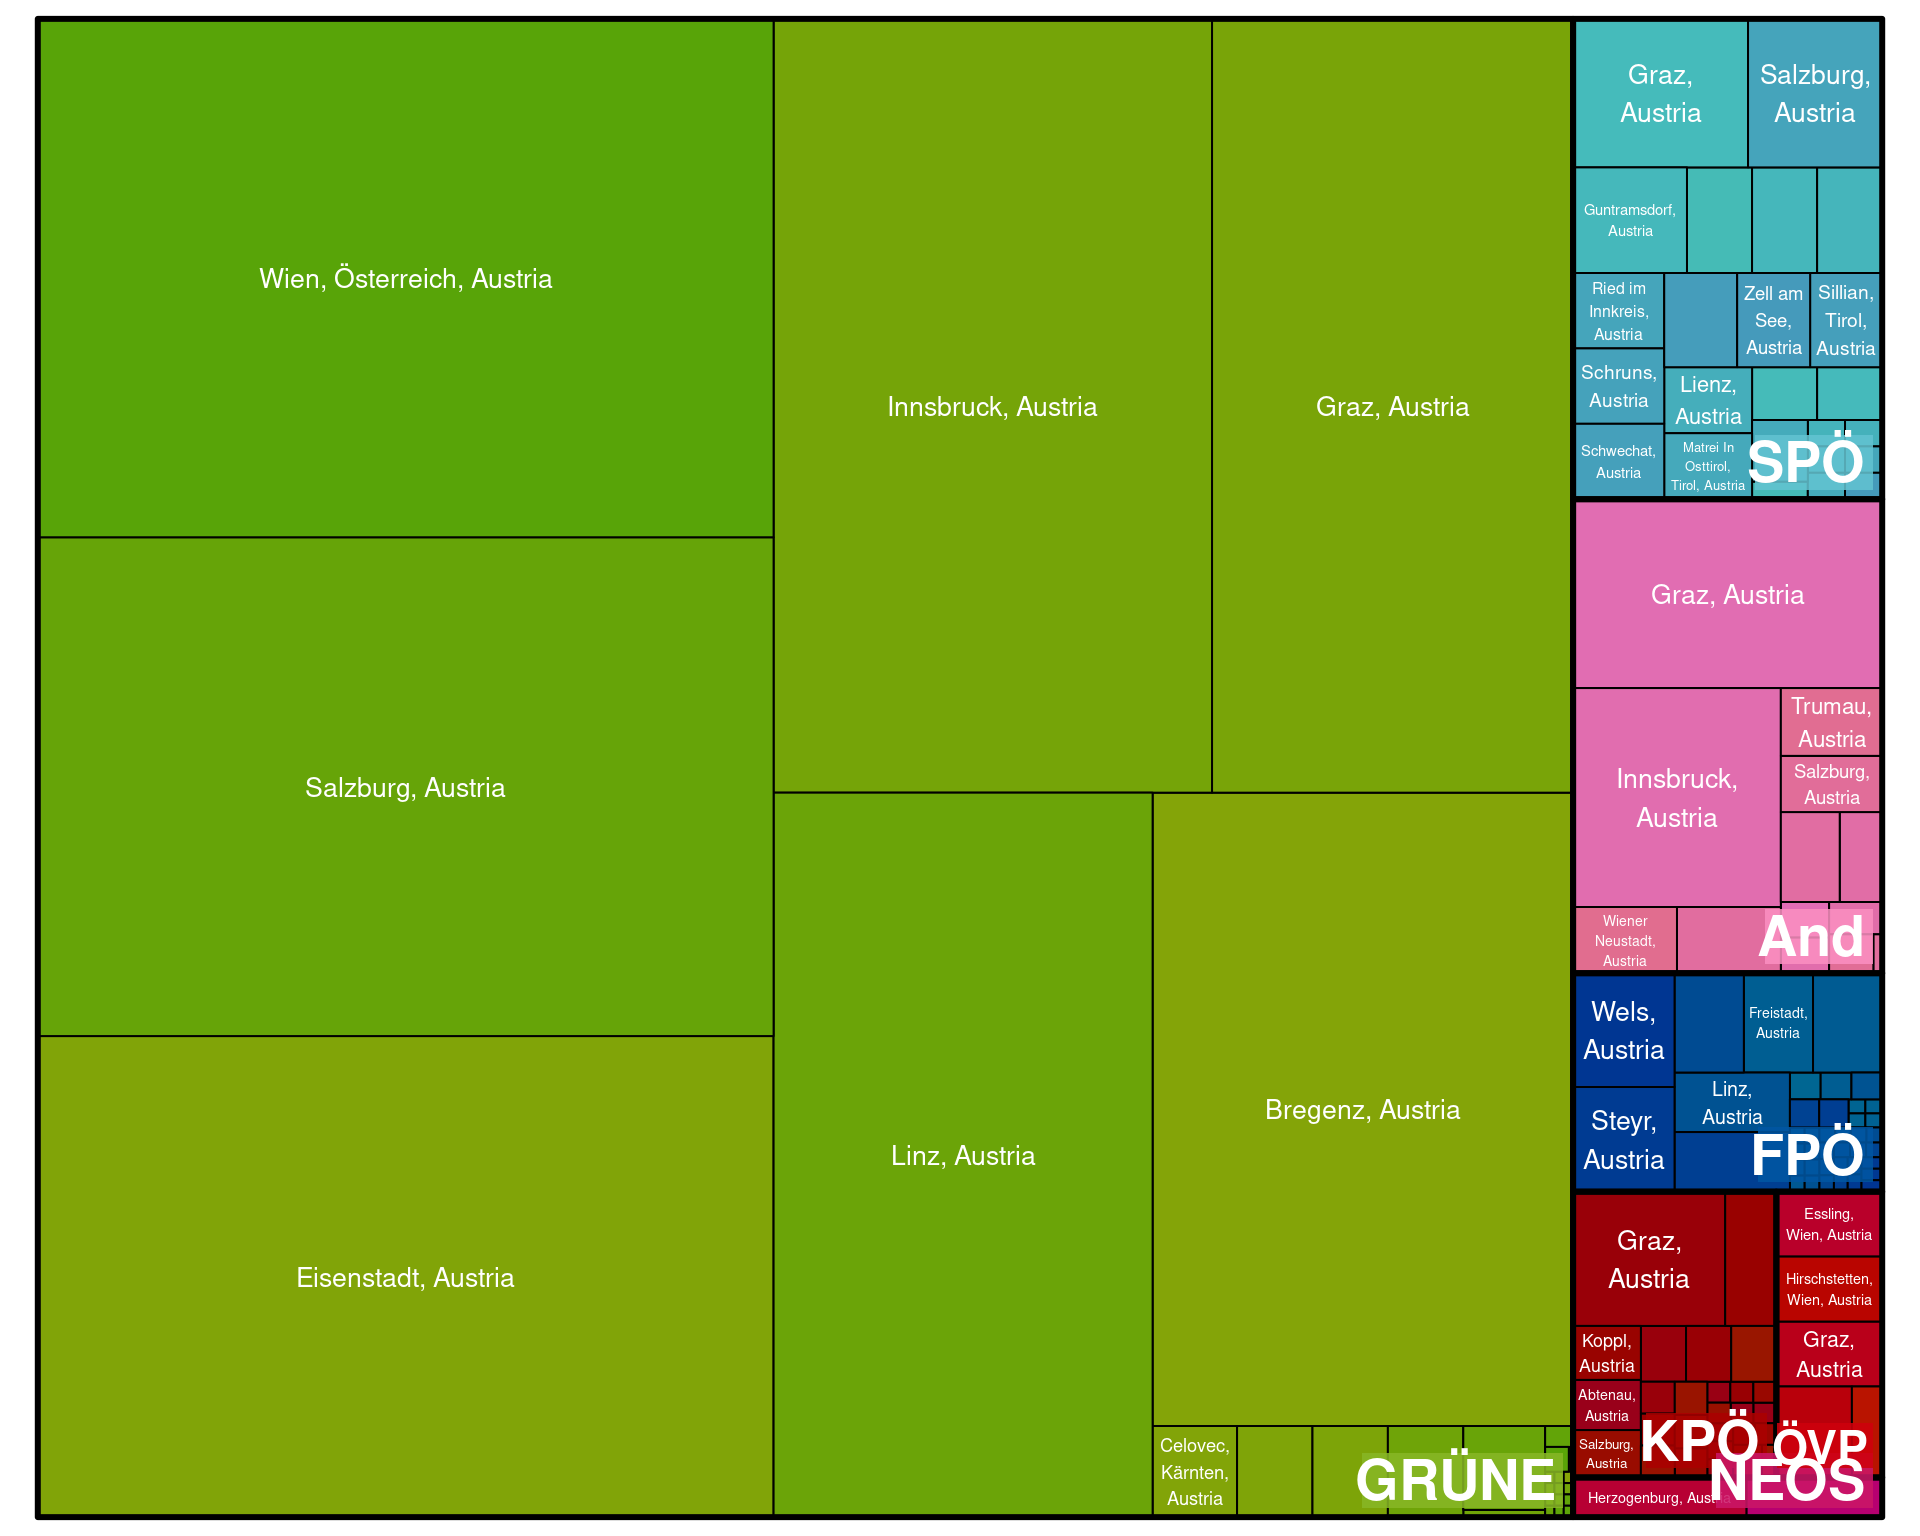 Wien, Österreich, Austria
Salzburg, Austria
Eisenstadt, Austria
Innsbruck, Austria
Graz, Austria
Linz, Austria
Bregenz, Austria
Celovec,
Kärnten,
Austria
GRÜNE
Graz,
Austria
Salzburg,
Austria
Guntramsdorf,
Austria
Ried im
Innkreis,
Austria
Zell am
See,
Austria
Sillian,
Tirol,
Austria
Schruns,
Austria
Lienz,
Austria
Schwechat,
Austria
Matrei In
Osttirol,
Tirol, Austria
SPÖ
Graz, Austria
Innsbruck,
Austria
Trumau,
Austria
Salzburg,
Austria
Wiener
Neustadt,
Austria
And
Wels,
Austria
Freistadt,
Austria
Linz,
Austria
Steyr,
Austria
FPÖ
Graz,
Austria
Koppl,
Austria
Abtenau,
Austria
Salzburg,
Austria
KPÖ
Essling,
Wien, Austria
Hirschstetten,
Wien, Austria
Graz,
Austria
ÖVP
Herzogenburg, Austria
NEOS